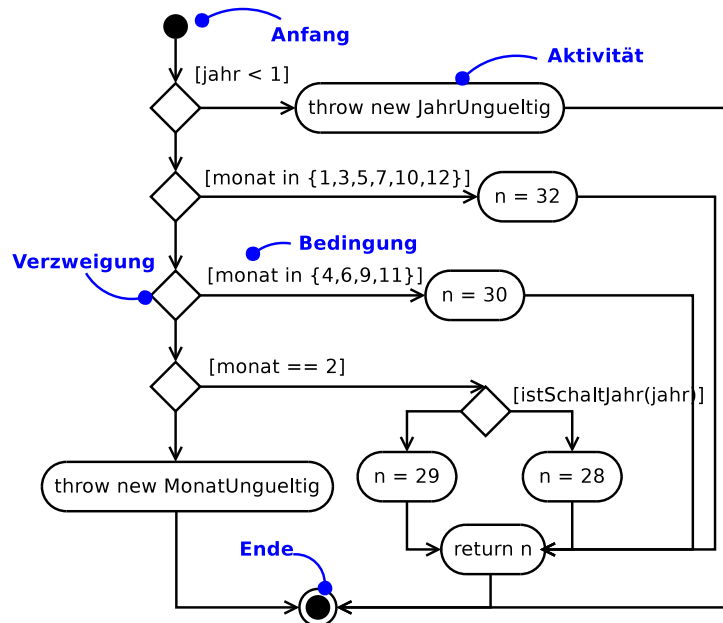 Anfang
[jahr < 1]
Aktivität
throw new JahrUngueltig
[monat in {1,3,5,7,10,12}]
n = 32
Bedingung
Verzweigung
[monat in {4,6,9,11}]
n = 30
[monat == 2]
[istSchaltJahr(jahr)]
n = 29
n = 28
throw new MonatUngueltig
Ende
return n